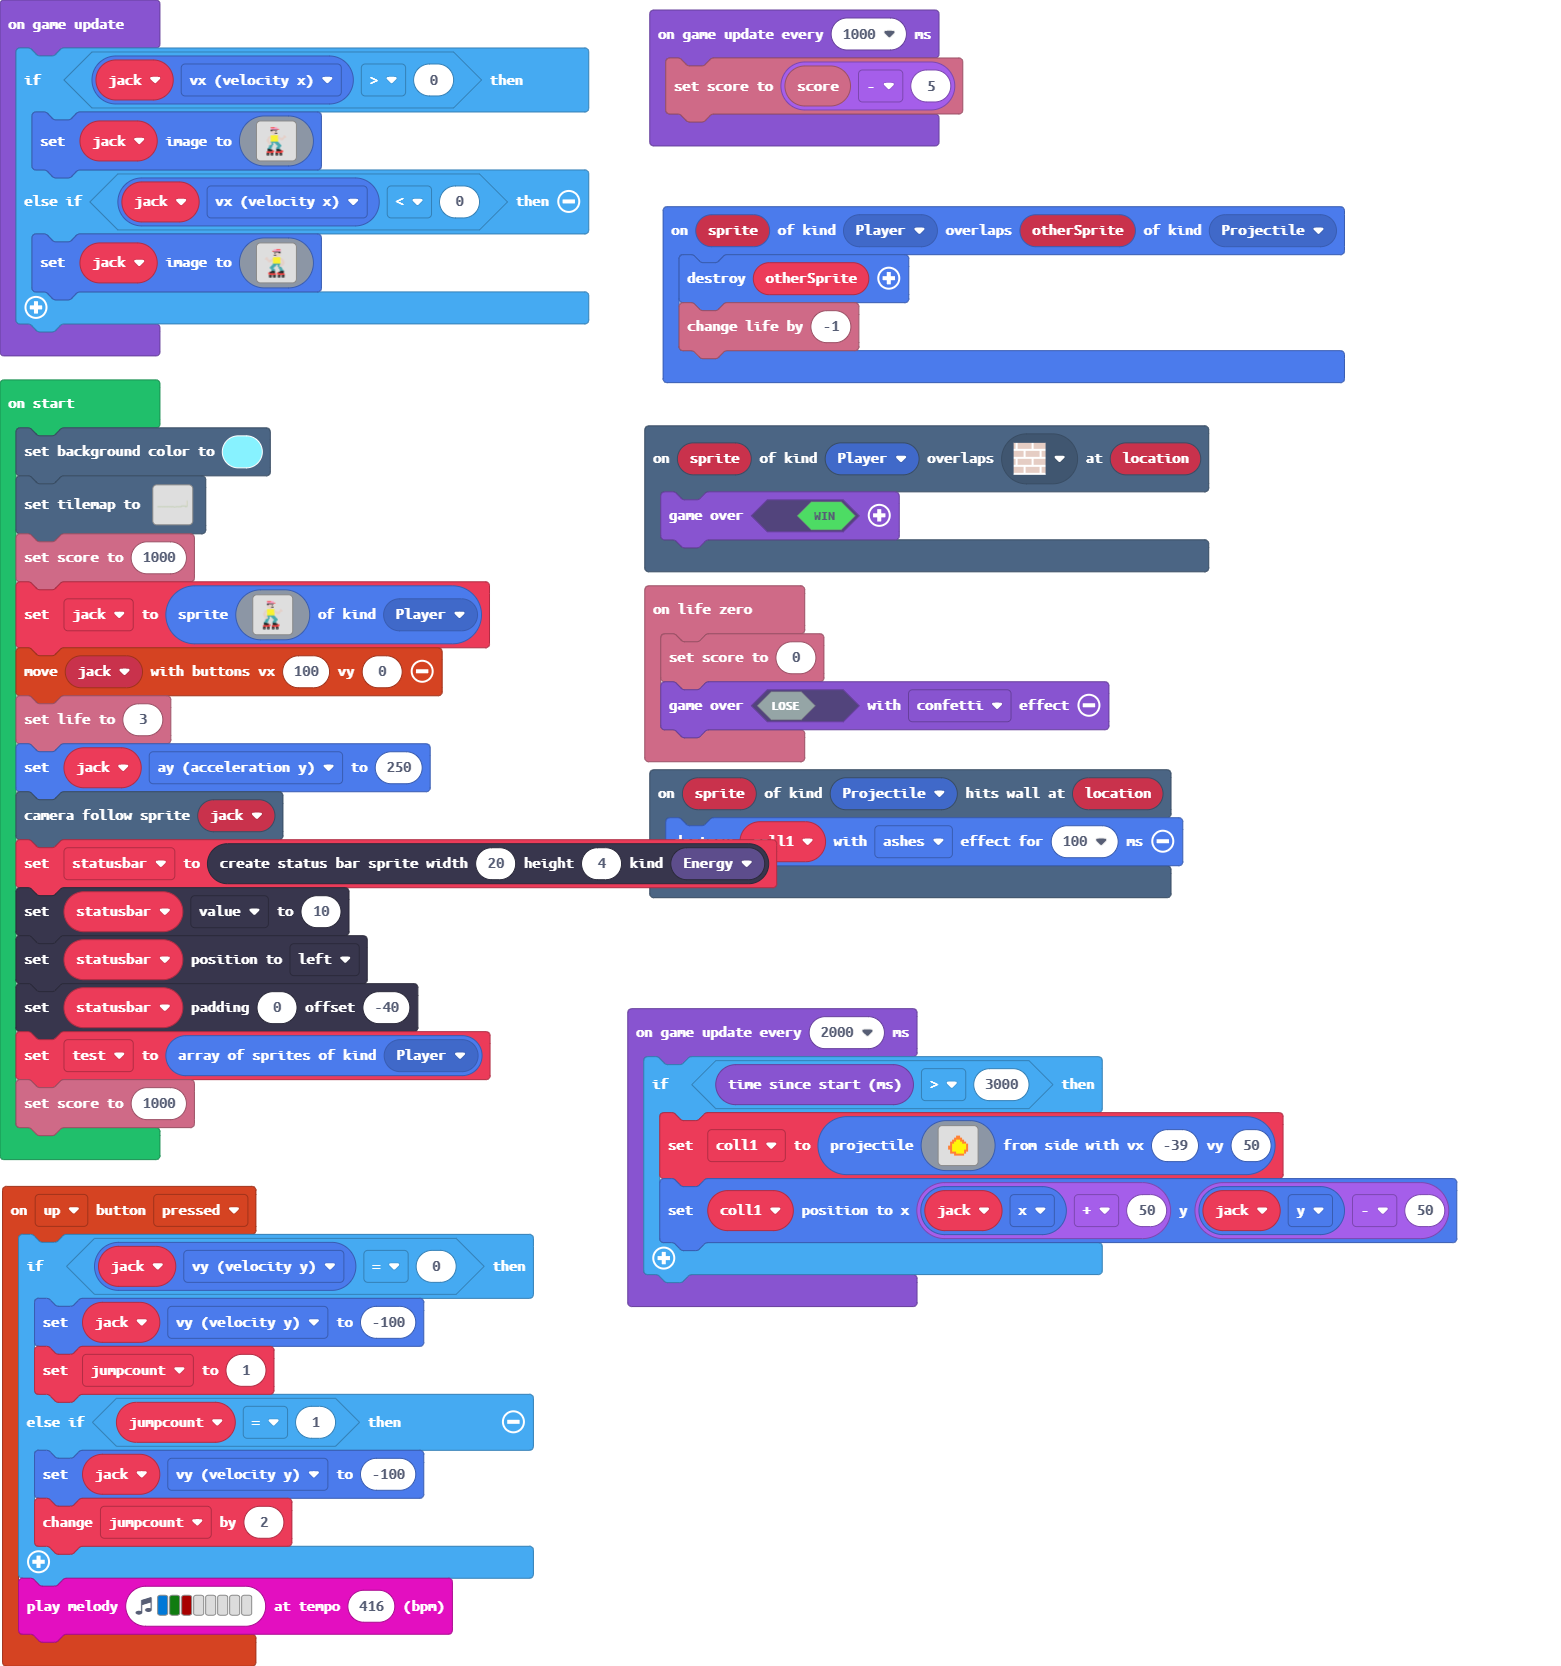 on game update
if jack vx (velocity x) > 0 then
set jack image to
else if jack vx (velocity x) < 0 then
set jack image to
on start
set background color to
set tilemap to
set score to 1000
set jack to sprite of kind Player
move jack with buttons vx 100 vy 0
set life to 3
set jack ay (acceleration y) to 250
camera follow sprite jack
set statusbar to create status bar sprite width 20 height 4 kind Energy
set statusbar value to 10
set statusbar position to left
set statusbar padding 0 offset -40
set test to array of sprites of kind Player
set score to 1000
on up button pressed
if jack vy (velocity y) = 0 then
set jack vy (velocity y) to -100
set jumpcount to 1
else if jumpcount = 1 then
set jack vy (velocity y) to -100
change jumpcount by 2
play melody at tempo 416 (bpm)
on game update every 1000 ms
set score to score - 5
on sprite of kind Player overlaps otherSprite of kind Projectile
destroy otherSprite
change life by -1
on sprite of kind Player overlaps at location
game over WIN
on life zero
set score to 0
game over LOSE with confetti effect
on sprite of kind Projectile hits wall at location
with ashes effect for 100 ms
on game update every 2000 ms
if time since start (ms) > 3000 then
set coll1 to projectile from side with vx -39 vy 50
set coll1 position to x jack x + 50 y jack y - 50